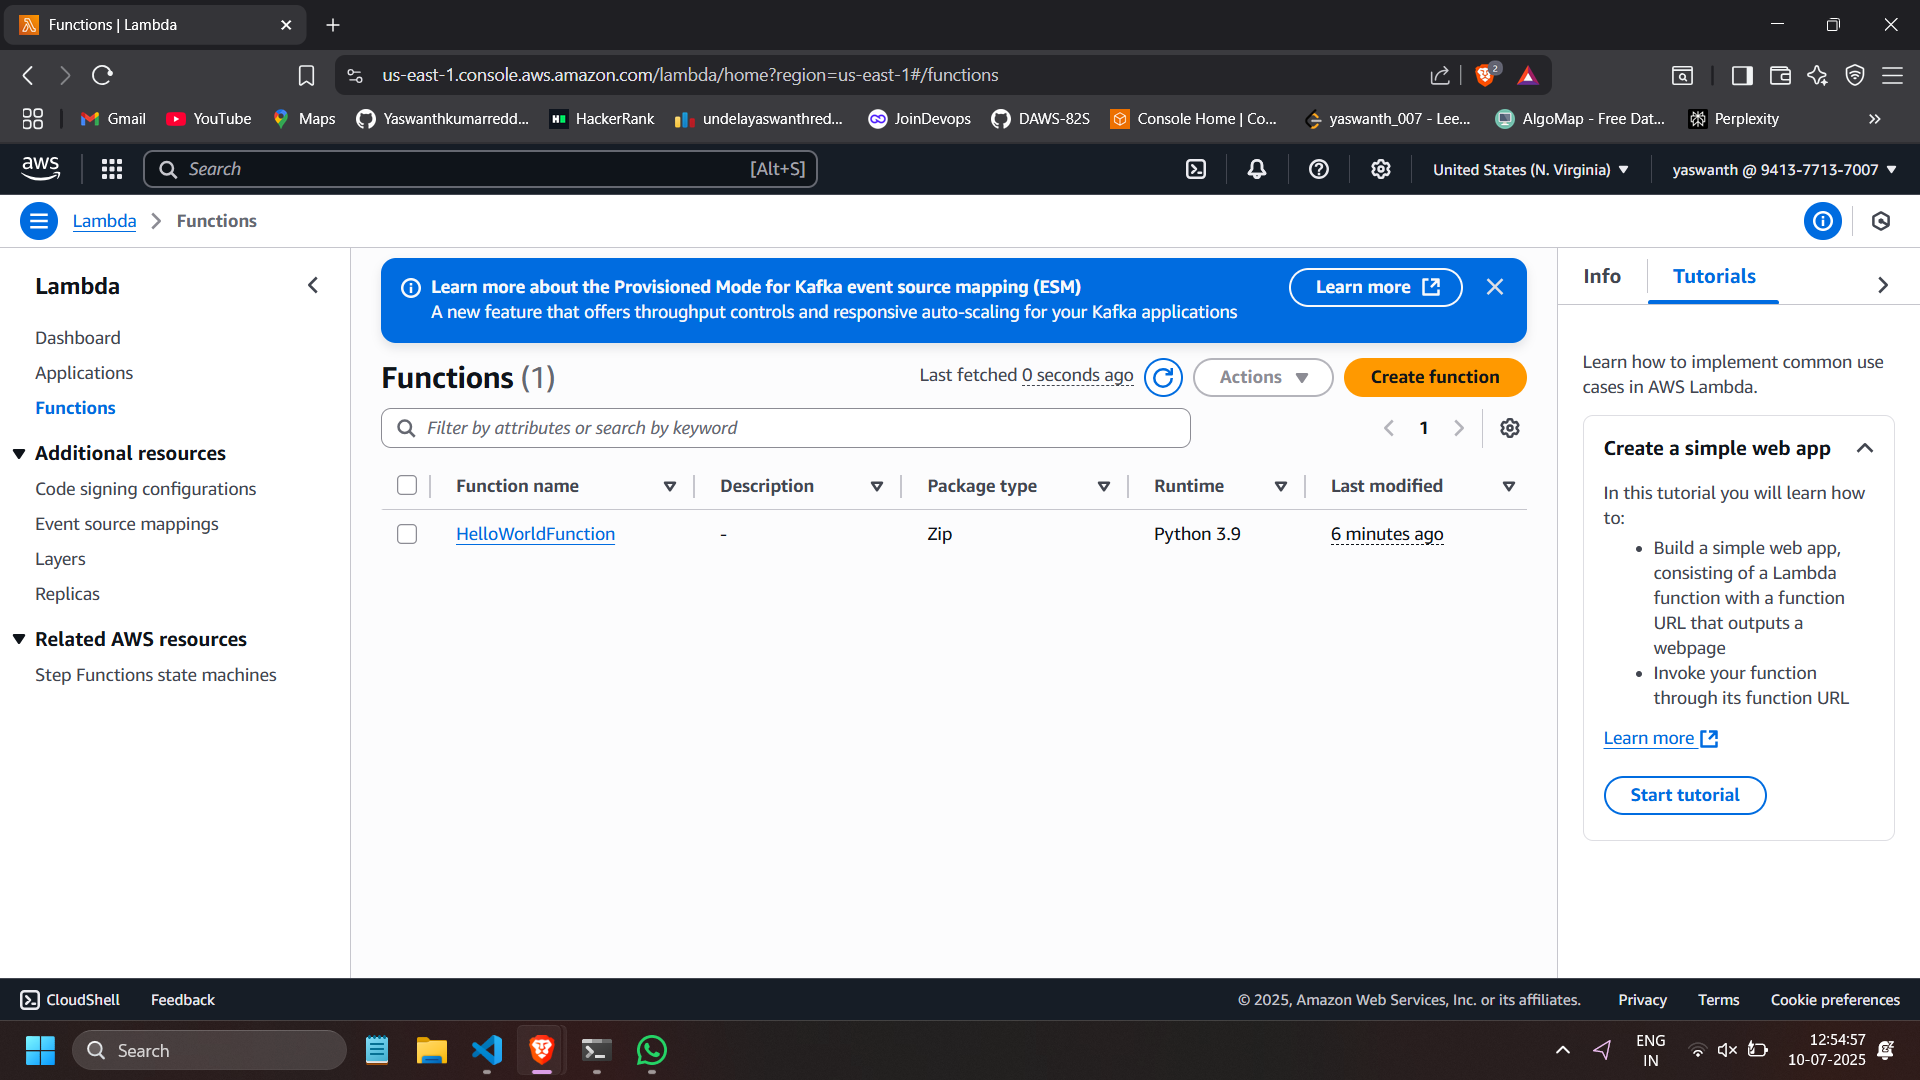 Functions | Lambda
us-east-1.console.aws.amazon.com/lambda/home?region=us-east-1#/functions
2
Gmail
YouTube
Maps
Yaswanthkumarredd...
HackerRank
undelayaswanthred...
JoinDevops
DAWS-82S
Console Home | Co...
yaswanth_007 - Lee...
AlgoMap - Free Dat...
Perplexity
aws
Search
[Alt+S]
United States (N. Virginia)
yaswanth @ 9413-7713-7007
Lambda
Functions
Lambda
Dashboard
Applications
Functions
Additional resources
Code signing configurations
Event source mappings
Layers
Replicas
Related AWS resources
Step Functions state machines
Learn more about the Provisioned Mode for Kafka event source mapping (ESM)
A new feature that offers throughput controls and responsive auto-scaling for your Kafka applications
Learn more
Functions (1)
Last fetched 0 seconds ago
Actions
Create function
Filter by attributes or search by keyword
1
Function name
Description
Package type
Runtime
Last modified
HelloWorldFunction
-
Zip
Python 3.9
6 minutes ago
Info
Tutorials
Learn how to implement common use
cases in AWS Lambda.
Create a simple web app
In this tutorial you will learn how
to:
• Build a simple web app,
consisting of a Lambda
function with a function
URL that outputs a
webpage
• Invoke your function
through its function URL
Learn more
Start tutorial
CloudShell
Feedback
© 2025, Amazon Web Services, Inc. or its affiliates.
Privacy
Terms
Cookie preferences
Search
ENG
IN
12:54:57
10-07-2025